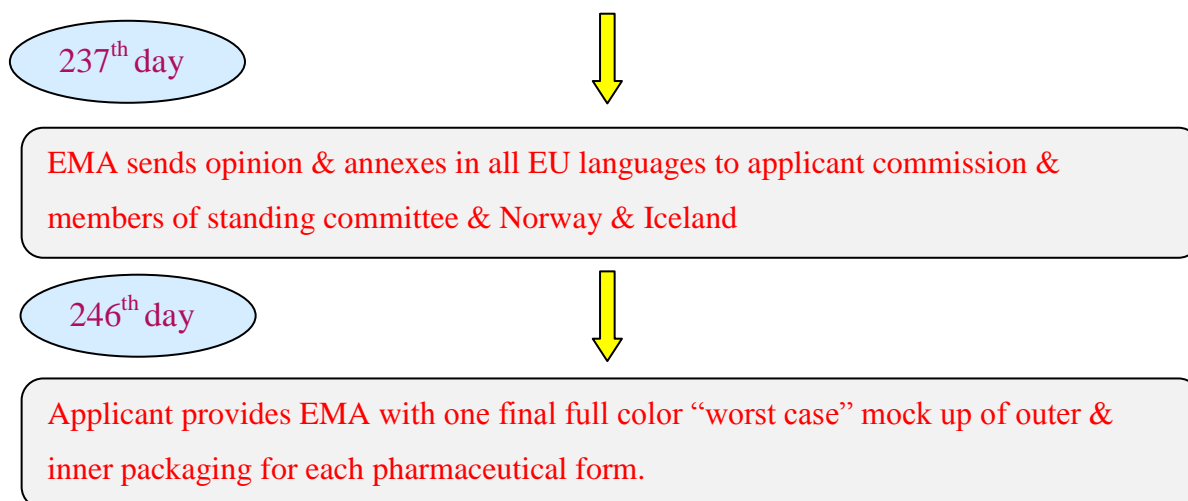 237th day
EMA sends opinion & annexes in all EU languages to applicant commission &
members of standing committee & Norway & Iceland
246th day
Applicant provides EMA with one final full color “worst case” mock up of outer &
inner packaging for each pharmaceutical form.